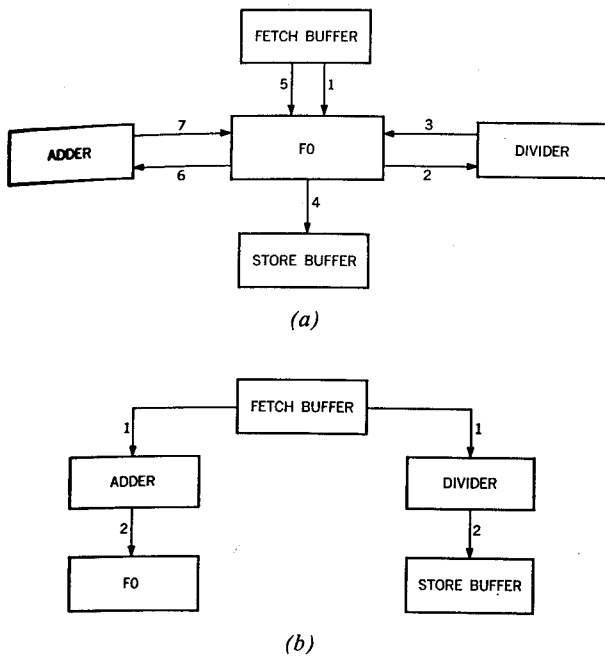 FETCH BUFFER
5 1
ADDER
7
6
F0
3
2
DIVIDER
4
STORE BUFFER
(a)
FETCH BUFFER
1
1
ADDER
DIVIDER
2
2
F0
STORE BUFFER
(b)